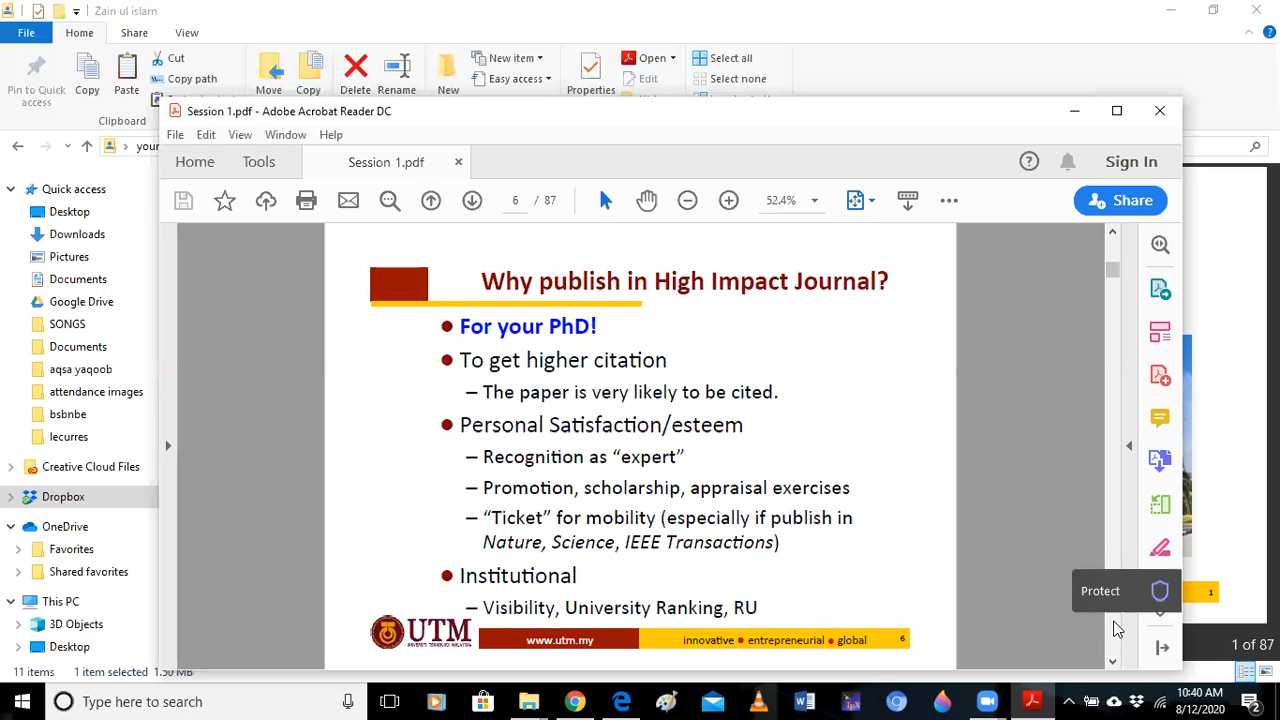 Zain ul islam
File
Home
Share
View
Pin to Quick access
Copy
Paste
Cut
Copy path
Clipboard
Move
Copy
Delete
Rename
New
New item
Easy access
Properties
Open
Edit
Select all
Select none
Session 1.pdf - Adobe Acrobat Reader DC
File Edit View Window Help
Home
Tools
Session 1.pdf
Sign In
6 / 87
52.4%
Share
Quick access
Desktop
Downloads
Pictures
Documents
Google Drive
SONGS
Documents
aqsa yaqoob
attendance images
bsbnbe
lecurres
Creative Cloud Files
Dropbox
OneDrive
Favorites
Shared favorites
This PC
3D Objects
Desktop
11 items 1 item selected 1.50 MB
Why publish in High Impact Journal?
● For your PhD!
● To get higher citation
– The paper is very likely to be cited.
● Personal Satisfaction/esteem
– Recognition as “expert”
– Promotion, scholarship, appraisal exercises
– “Ticket” for mobility (especially if publish in
Nature, Science, IEEE Transactions)
● Institutional
– Visibility, University Ranking, RU
UTM
UNIVERSITI TEKNOLOGI MALAYSIA
www.utm.my
innovative ● entrepreneurial ● global
6
Protect
1
1 of 87
Type here to search
10:40 AM
8/12/2020
2